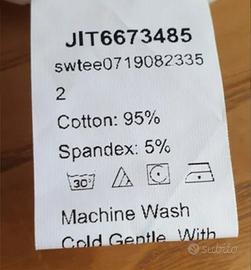 JIT6673485
swtee0719082335
2
Cotton: 95%
Spandex: 5%
30°
Machine Wash
Cold Gentle, With
subito